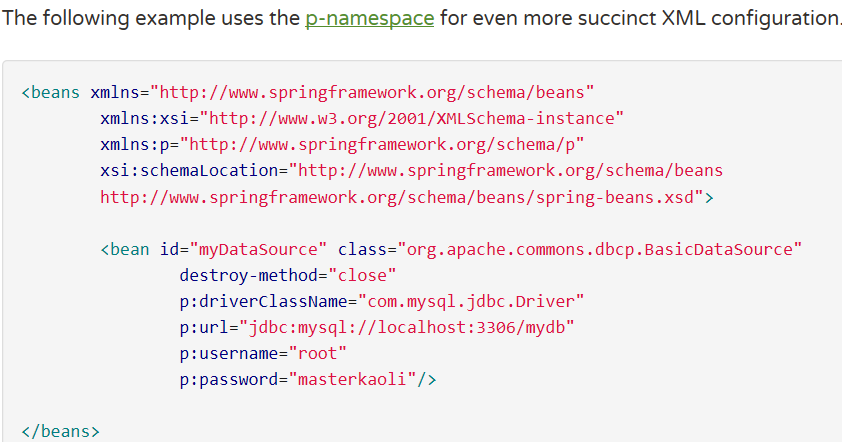 The following example uses the p-namespace for even more succinct XML configuration.
<beans xmlns="http://www.springframework.org/schema/beans"
xmlns:xsi="http://www.w3.org/2001/XMLSchema-instance"
xmlns:p="http://www.springframework.org/schema/p"
xsi:schemaLocation="http://www.springframework.org/schema/beans
http://www.springframework.org/schema/beans/spring-beans.xsd">
<bean id="myDataSource" class="org.apache.commons.dbcp.BasicDataSource"
destroy-method="close"
p:driverClassName="com.mysql.jdbc.Driver"
p:url="jdbc:mysql://localhost:3306/mydb"
p:username="root"
p:password="masterkaoli"/>
</beans>